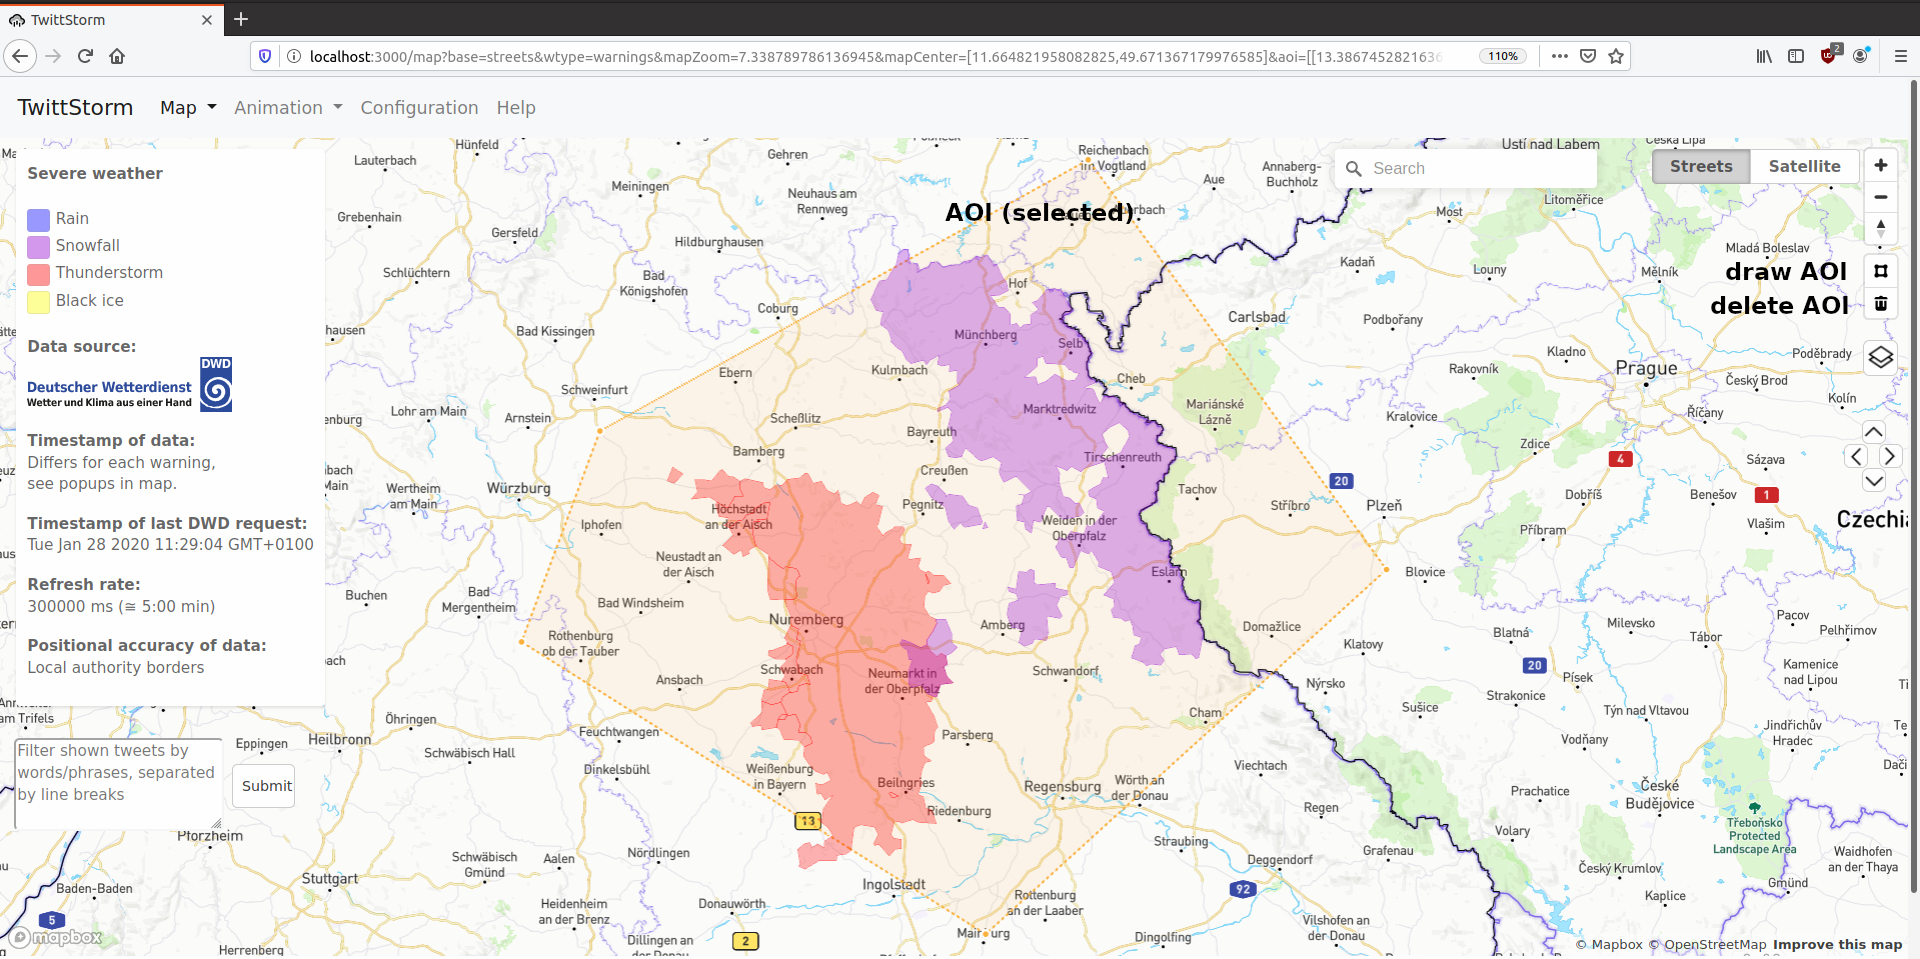 TwittStorm
localhost:3000/map?base=streets&wtype=warnings&mapZoom=7.338789786136945&mapCenter=[11.664821958082825,49.671367179976585]&aoi=[[13.3867452821636
110%
2
TwittStorm
Map
Animation
Configuration
Help
Severe weather
Rain
Snowfall
Thunderstorm
Black ice
Data source:
DWD
Deutscher Wetterdienst
Wetter und Klima aus einer Hand
Timestamp of data:
Differs for each warning,
see popups in map.
Timestamp of last DWD request:
Tue Jan 28 2020 11:29:04 GMT+0100
Refresh rate:
300000 ms (≅ 5:00 min)
Positional accuracy of data:
Local authority borders
Filter shown tweets by
words/phrases, separated
by line breaks
Submit
Search
Streets
Satellite
AOI (selected)
draw AOI
delete AOI
Lauterbach
Hünfeld
Gehren
Reichenbach
im Vogtland
Annaberg-
Buchholz
Ústí nad Labem
Česká Lípa
Meiningen
Neuhaus am
Rennweg
Aue
Litoměřice
Grebenhain
Gersfeld
Hildburghausen
Most
Mladá Boleslav
Schlüchtern
Bad
Königshofen
Hof
Kadaň
Louny
Mělník
Coburg
Bad Kissingen
Münchberg
Selb
Carlsbad
Podbořany
Kladno
Poděbrady
Schweinfurt
Ebern
Kulmbach
Cheb
Rakovník
Prague
Český Brod
Lohr am Main
Arnstein
Scheßlitz
Marktredwitz
Mariánské
Lázně
Kralovice
Říčany
Kolín
Bayreuth
Bamberg
Tirschenreuth
Zdice
4
Sázava
Wertheim
am Main
Würzburg
Creußen
Tachov
20
Dobříš
Benešov
1
Iphofen
Höchstadt
an der Aisch
Pegnitz
Weiden in der
Oberpfalz
Stříbro
Plzeň
Příbram
Vlašim
Czechia
Neustadt an
der Aisch
Blovice
Buchen
Bad
Mergentheim
Bad Windsheim
Nuremberg
Amberg
Domažlice
Klatovy
Blatná
Milevsko
Pacov
Pelhřimov
Tábor
Rothenburg
ob der Tauber
Schwabach
Neumarkt in
der Oberpfalz
Schwandorf
20
Písek
Kamenice
nad Lipou
Ansbach
Nýrsko
Strakonice
Öhringen
Cham
Sušice
Týn nad Vltavou
Jindřichův
Hradec
Eppingen
Heilbronn
Schwäbisch Hall
Feuchtwangen
Parsberg
Vodňany
Dinkelsbühl
Weißenburg
in Bayern
Beilngries
Regensburg
Wörth an
der Donau
Viechtach
Prachatice
České
Budějovice
Pforzheim
13
Riedenburg
Regen
Volary
Třeboňsko
Protected
Landscape Area
Schwäbisch
Gmünd
Aalen
Nördlingen
Straubing
Deggendorf
Grafenau
Waidhofen
an der Thaya
Baden-Baden
Stuttgart
Ingolstadt
92
Český Krumlov
Gmünd
Kaplice
5
Heidenheim
an der Brenz
Donauwörth
Rottenburg
an der Laaber
Vilshofen an
der Donau
mapbox
Herrenberg
Dillingen an
der Donau
2
Dingolfing
© Mapbox © OpenStreetMap Improve this map